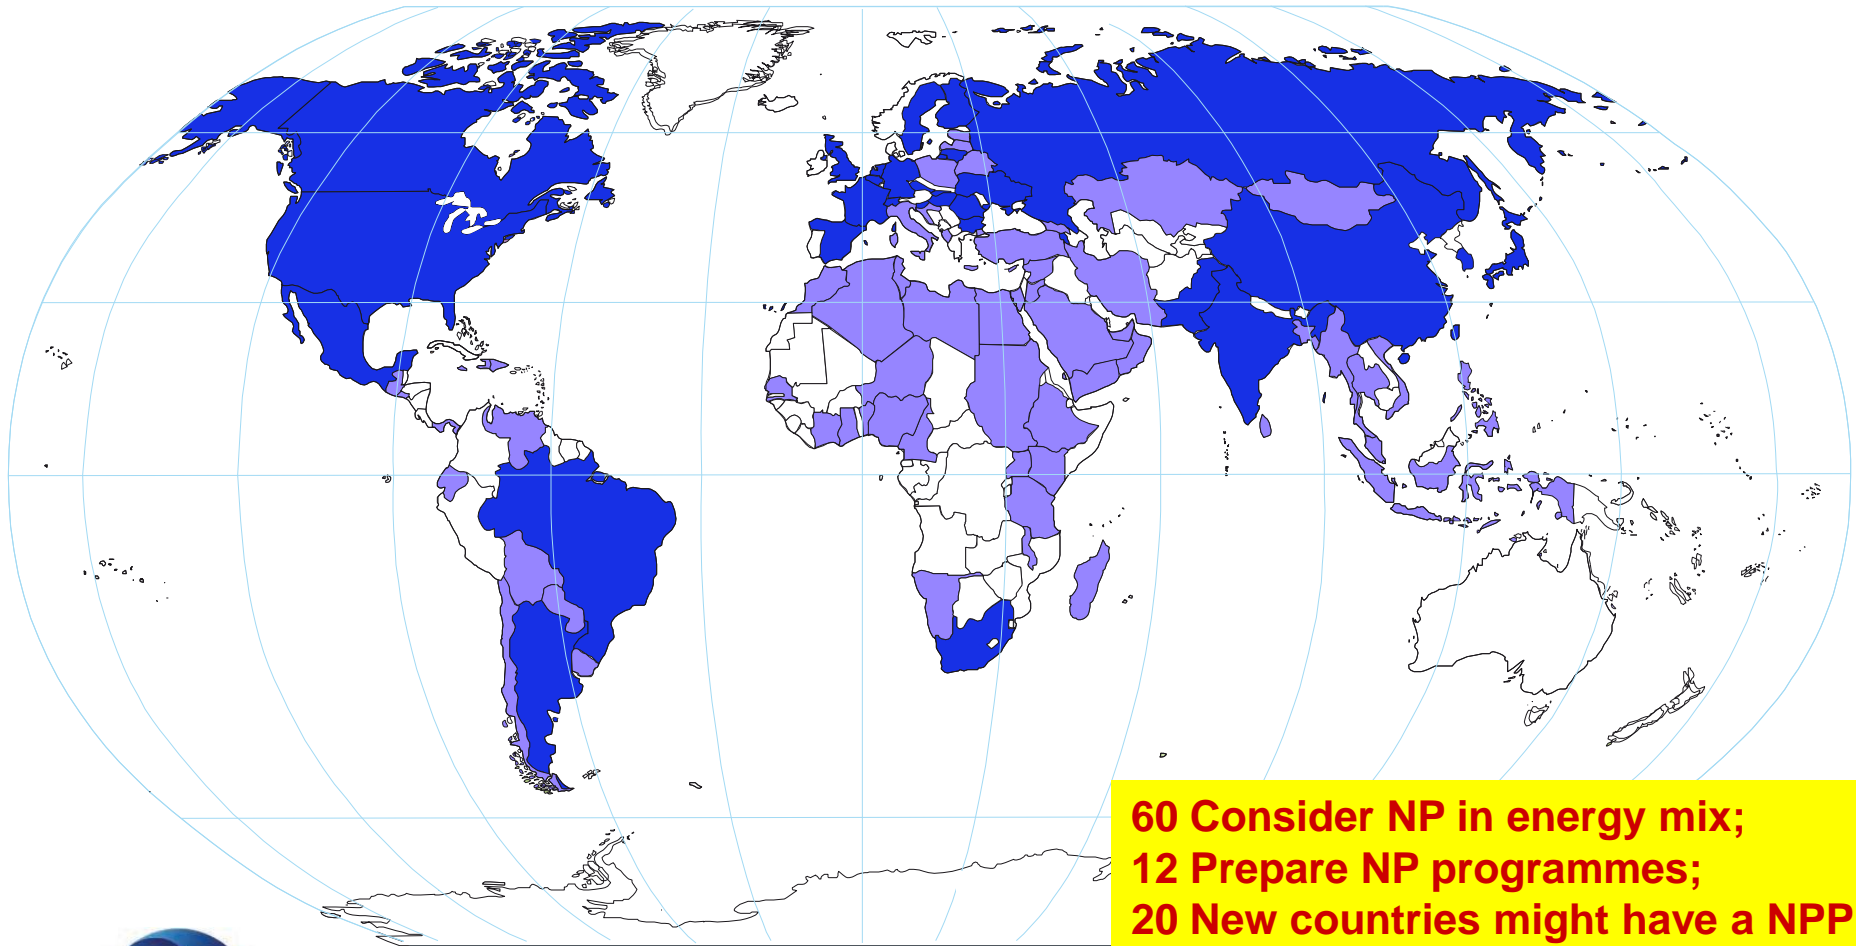 60 Consider NP in energy mix;
12 Prepare NP programmes;
20 New countries might have a NPP